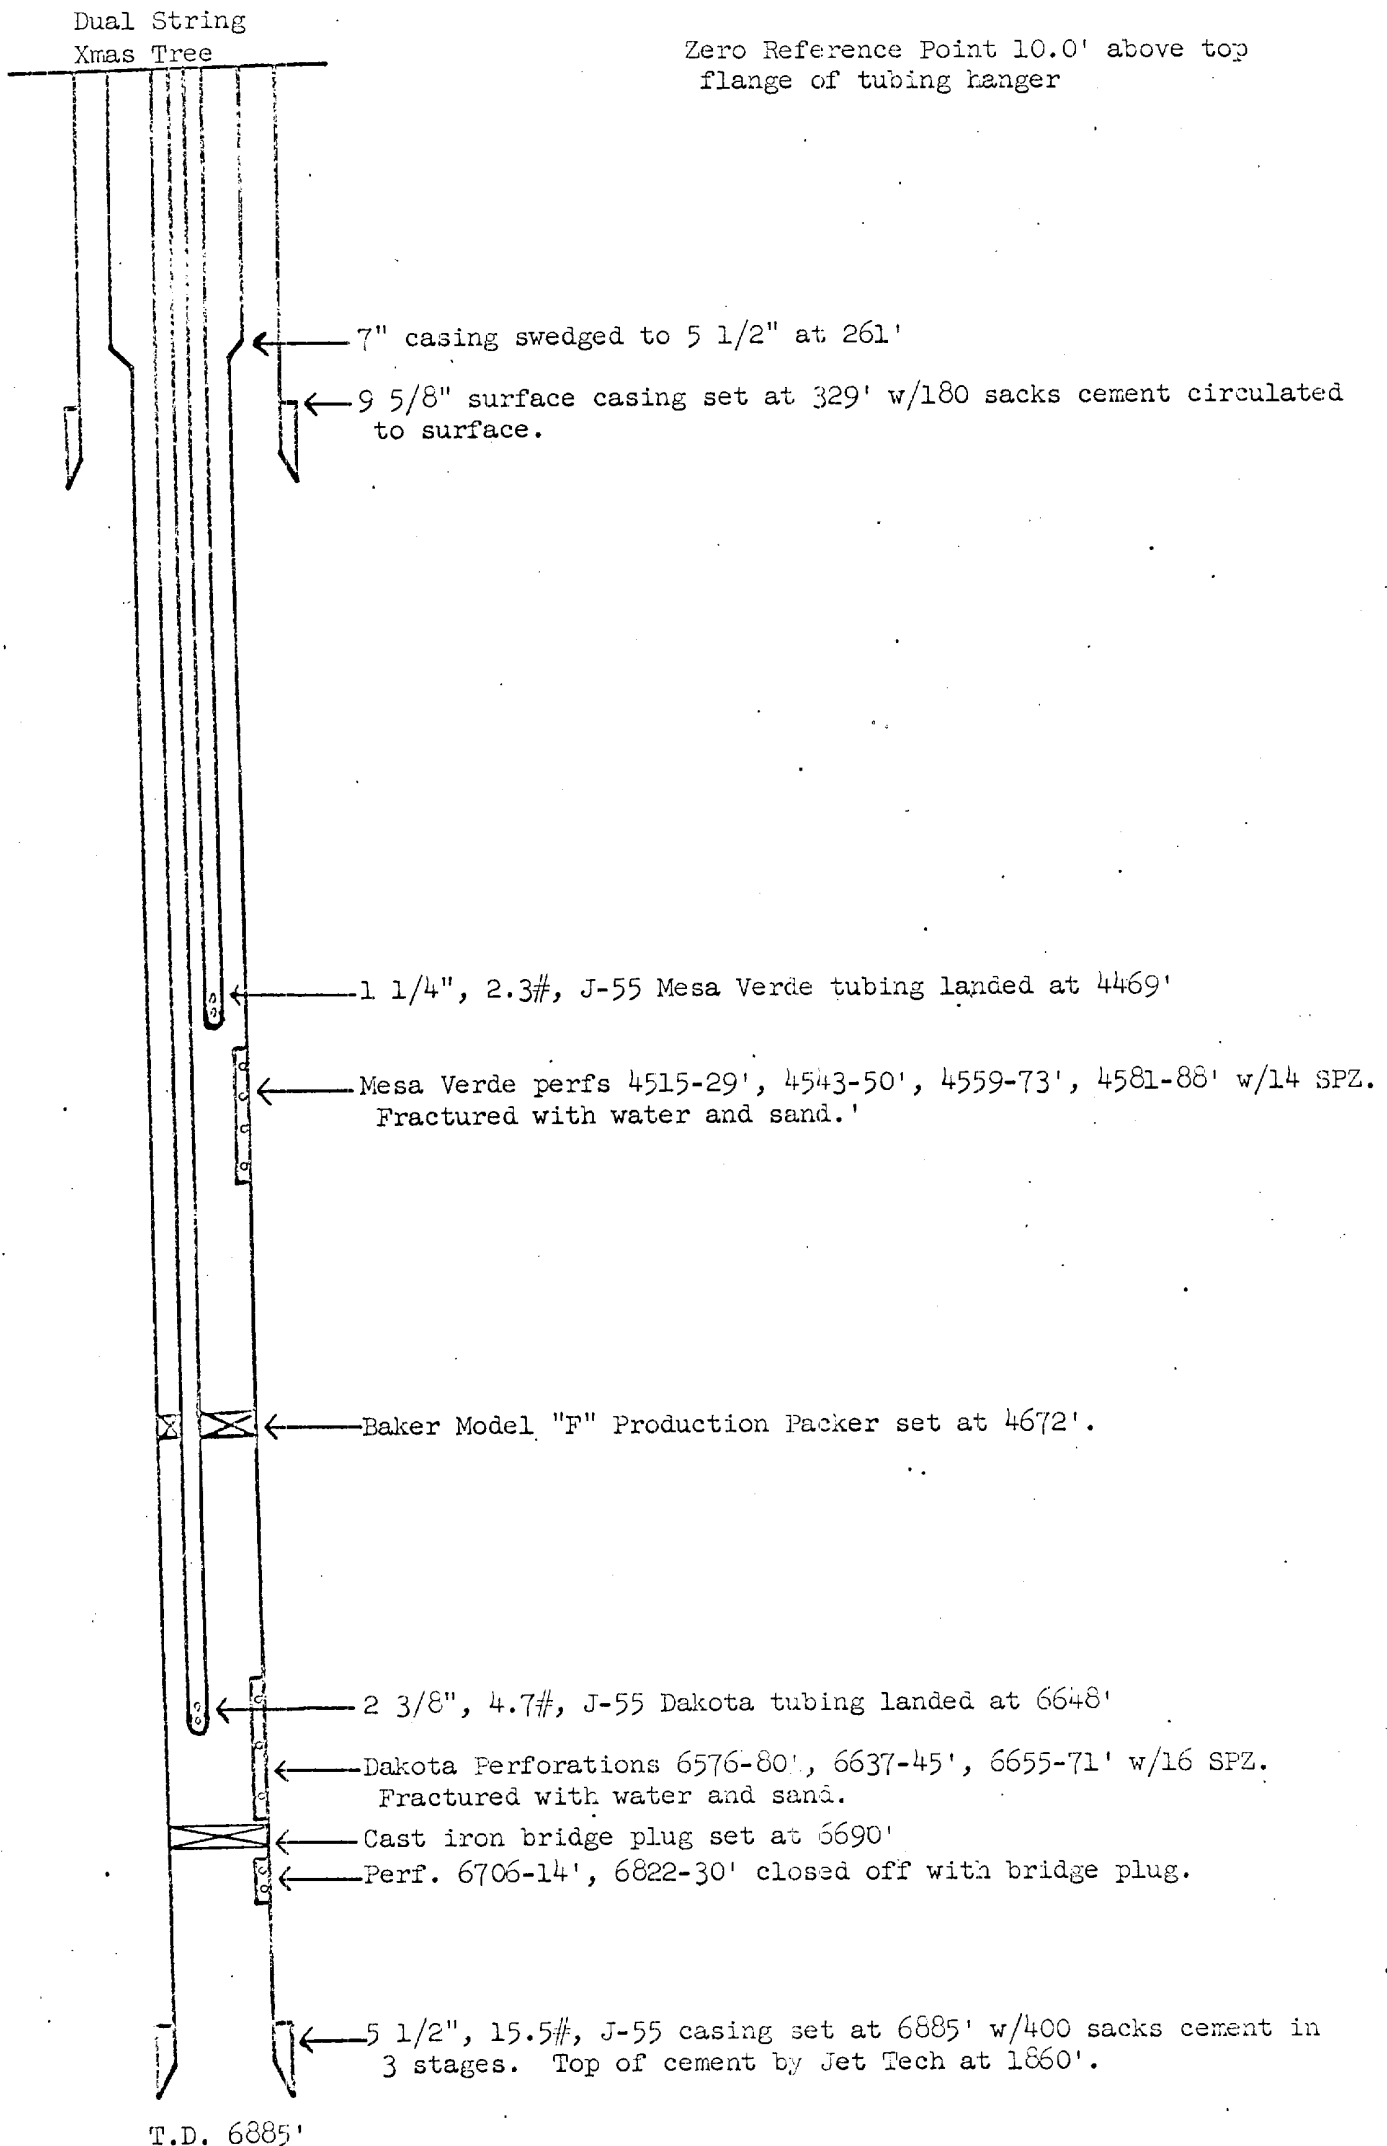 Dual String
Xmas Tree
Zero Reference Point 10.0' above top
flange of tubing hanger
7" casing swedged to 5 1/2" at 261'
9 5/8" surface casing set at 329' w/180 sacks cement circulated
to surface.
1 1/4", 2.3#, J-55 Mesa Verde tubing landed at 4469'
Mesa Verde perfs 4515-29', 4543-50', 4559-73', 4581-88' w/14 SPZ.
Fractured with water and sand.'
Baker Model "F" Production Packer set at 4672'.
2 3/8", 4.7#, J-55 Dakota tubing landed at 6648'
Dakota Perforations 6576-80', 6637-45', 6655-71' w/16 SPZ.
Fractured with water and sand.
Cast iron bridge plug set at 6690'
Perf. 6706-14', 6822-30' closed off with bridge plug.
5 1/2", 15.5#, J-55 casing set at 6885' w/400 sacks cement in
3 stages. Top of cement by Jet Tech at 1860'.
T.D. 6885'